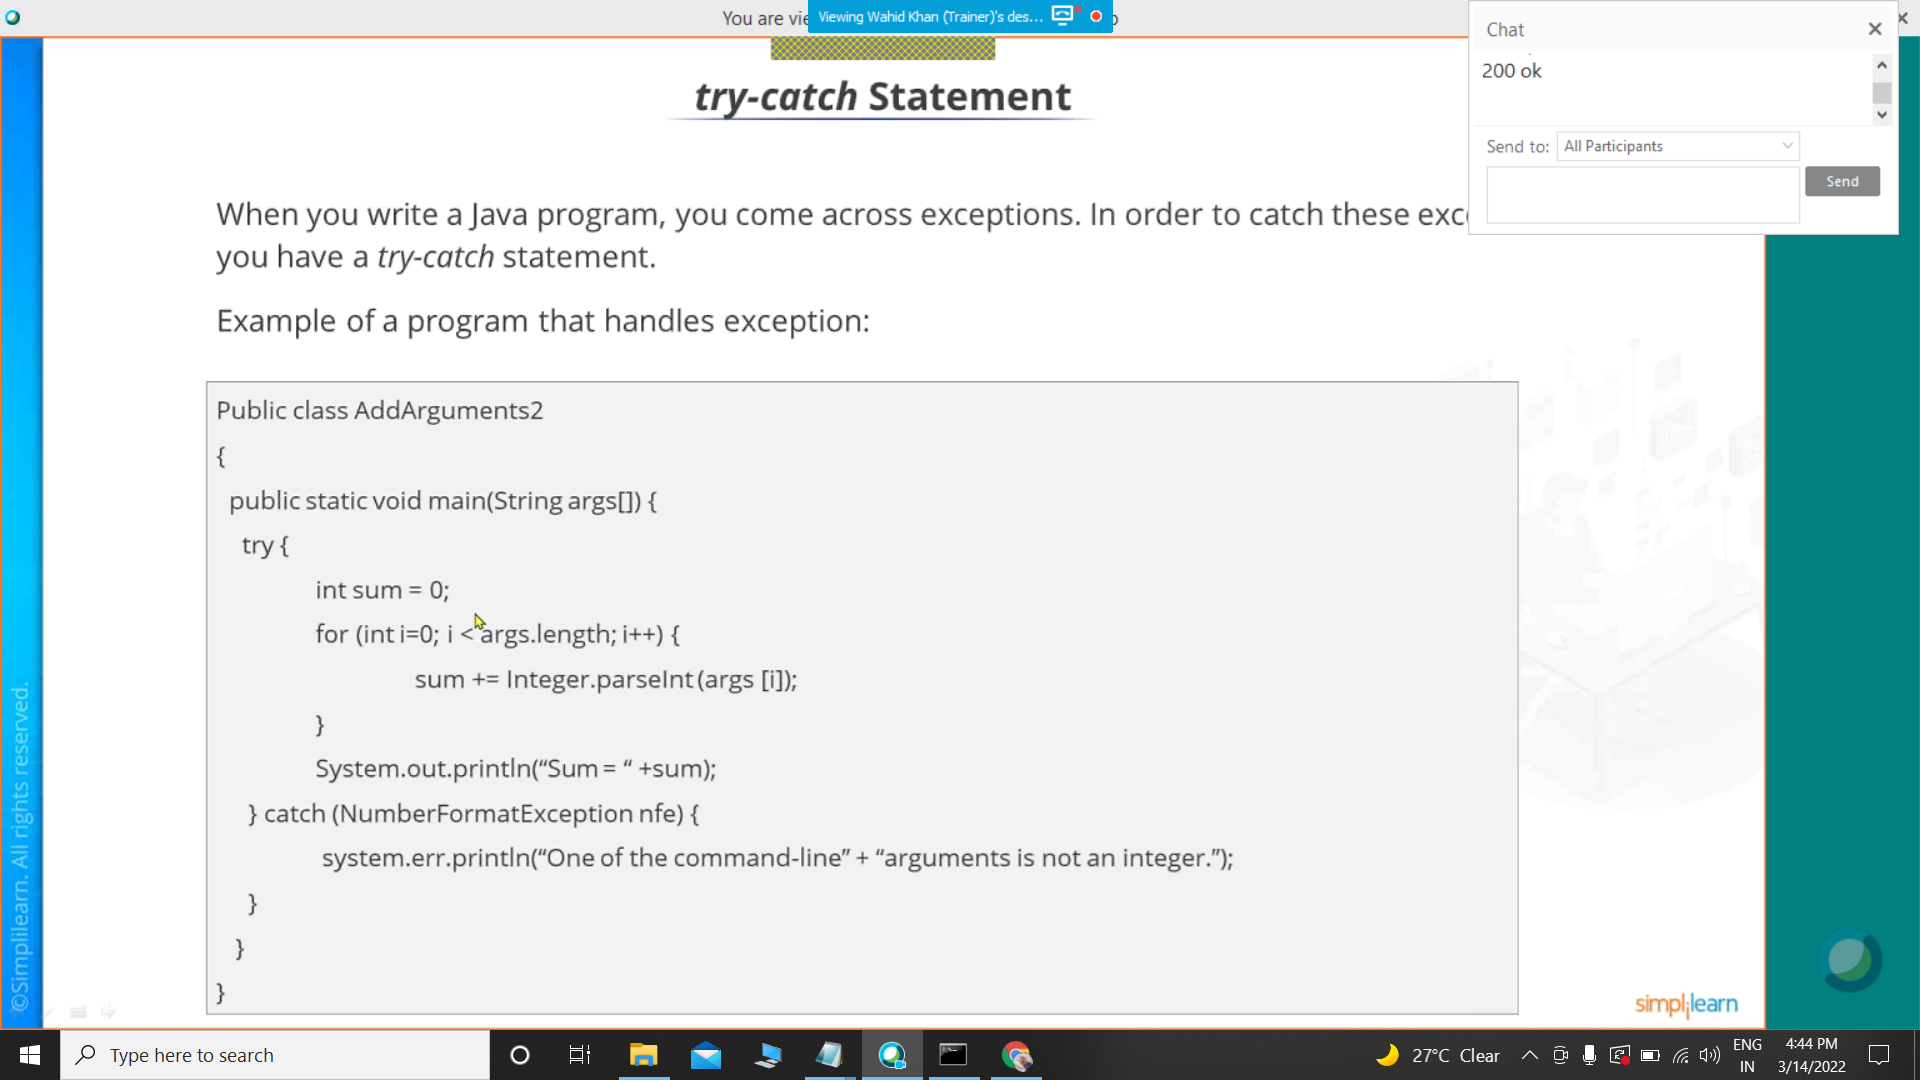 You are vie
Viewing Wahid Khan (Trainer)'s des...
Chat
200 ok
Send to: All Participants
Send
try-catch Statement
When you write a Java program, you come across exceptions. In order to catch these exc
you have a try-catch statement.
Example of a program that handles exception:
Public class AddArguments2
{
public static void main(String args[]) {
try {
int sum = 0;
for (int i=0; i < args.length; i++) {
sum += Integer.parseInt (args [i]);
}
System.out.println(“Sum = “ +sum);
} catch (NumberFormatException nfe) {
system.err.println(“One of the command-line” + “arguments is not an integer.”);
}
}
}
©Simplilearn. All rights reserved.
simplilearn
Type here to search
27°C Clear
ENG
IN
4:44 PM
3/14/2022